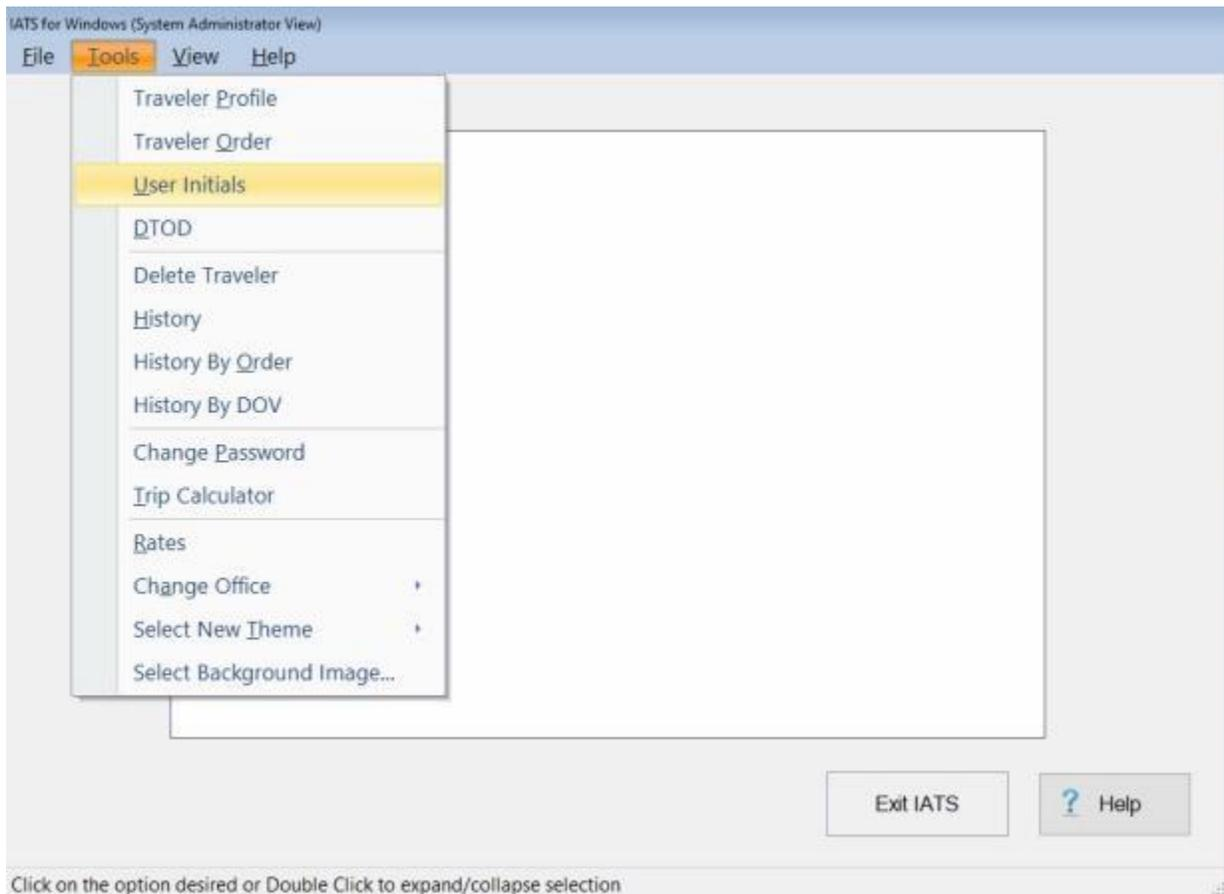 IATS for Windows (System Administrator View)
File Tools View Help
Traveler Profile
Traveler Order
User Initials
DTOD
Delete Traveler
History
History By Order
History By DOV
Change Password
Trip Calculator
Rates
Change Office
Select New Theme
Select Background Image...
Exit IATS ? Help
Click on the option desired or Double Click to expand/collapse selection